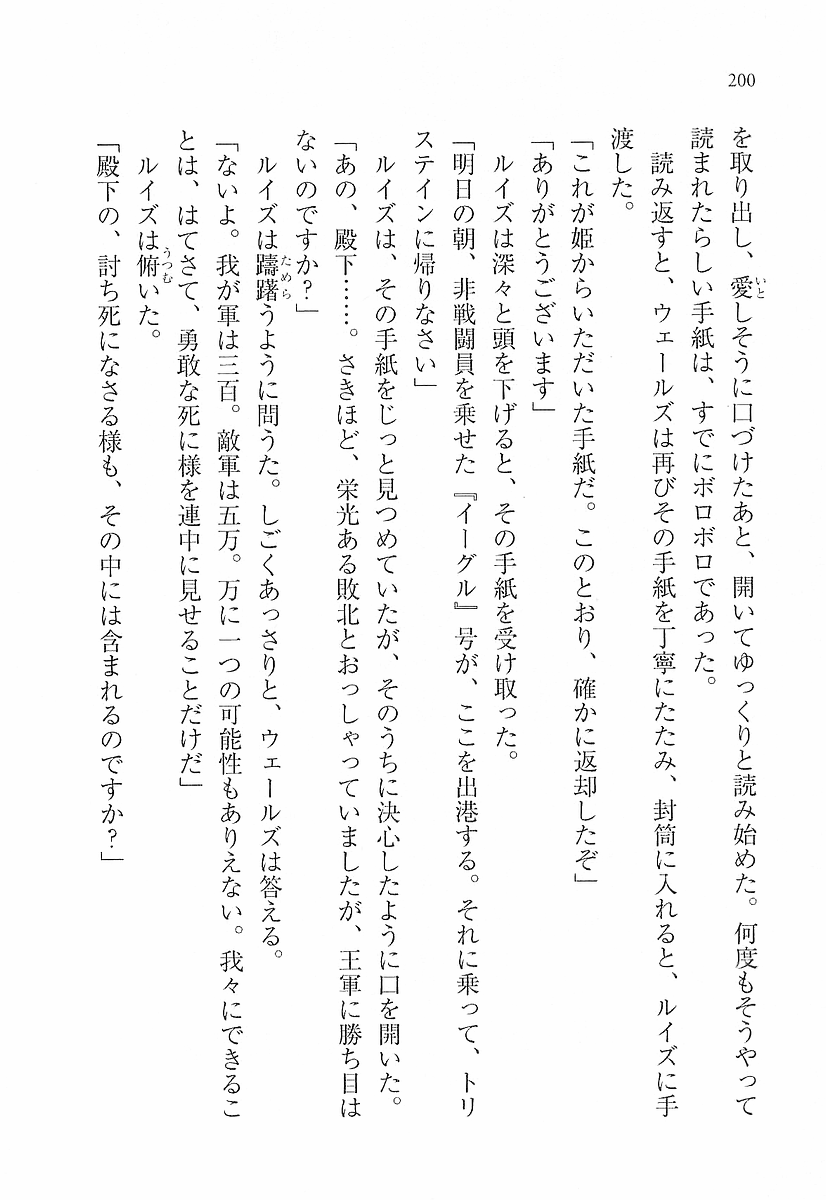 200
を取り出し、愛しそうに口づけたあと、開いてゆっくりと読み始めた。何度もそうやって
いと
読まれたらしい手紙は、すでにボロボロであった。
　読み返すと、ウェールズは再びその手紙を丁寧にたたみ、封筒に入れると、ルイズに手
渡した。
「これが姫からいただいた手紙だ。このとおり、確かに返却したぞ」
「ありがとうございます」
　ルイズは深々と頭を下げると、その手紙を受け取った。
「明日の朝、非戦闘員を乗せた『イーグル』号が、ここを出港する。それに乗って、トリ
ステインに帰りなさい」
　ルイズは、その手紙をじっと見つめていたが、そのうちに決心したように口を開いた。
「あの、殿下……。さきほど、栄光ある敗北とおっしゃっていましたが、王軍に勝ち目は
ないのですか？」
　ルイズは躊躇うように問うた。しごくあっさりと、ウェールズは答える。
ためら
「ないよ。我が軍は三百。敵軍は五万。万に一つの可能性もありえない。我々にできるこ
とは、はてさて、勇敢な死に様を連中に見せることだけだ」
　ルイズは俯いた。
うつむ
「殿下の、討ち死になさる様も、その中には含まれるのですか？」